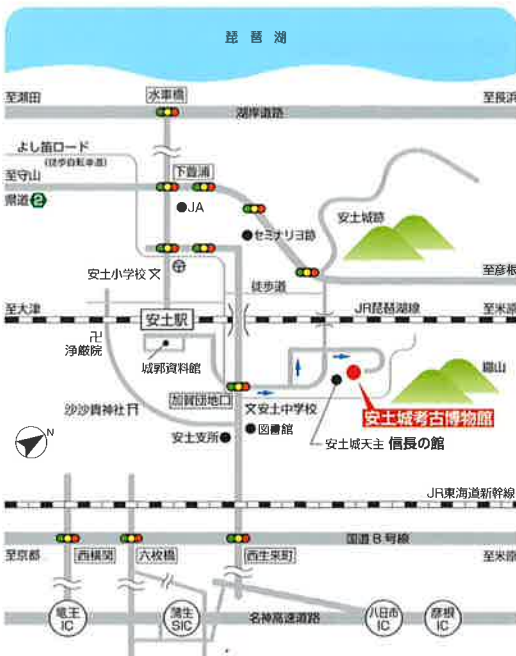 琵琶湖
至瀬田
水車橋
至長浜
湖岸道路
よし笛ロード
(徒歩自転車道)
下豊浦
至守山
県道2
JA
安土城跡
セミナリヨ跡
安土小学校 文
至彦根
徒歩道
至大津
安土駅
JR琵琶湖線
至米原
卍
浄厳院
城郭資料館
繖山
加賀団地口
沙沙貴神社
文安土中学校
安土城考古博物館
図書館
安土支所
安土城天主 信長の館
N
JR東海道新幹線
国道8号線
至京都
西横関
六枚橋
西生来町
至米原
竜王
IC
蒲生
SIC
名神高速道路
八日市
IC
彦根
IC